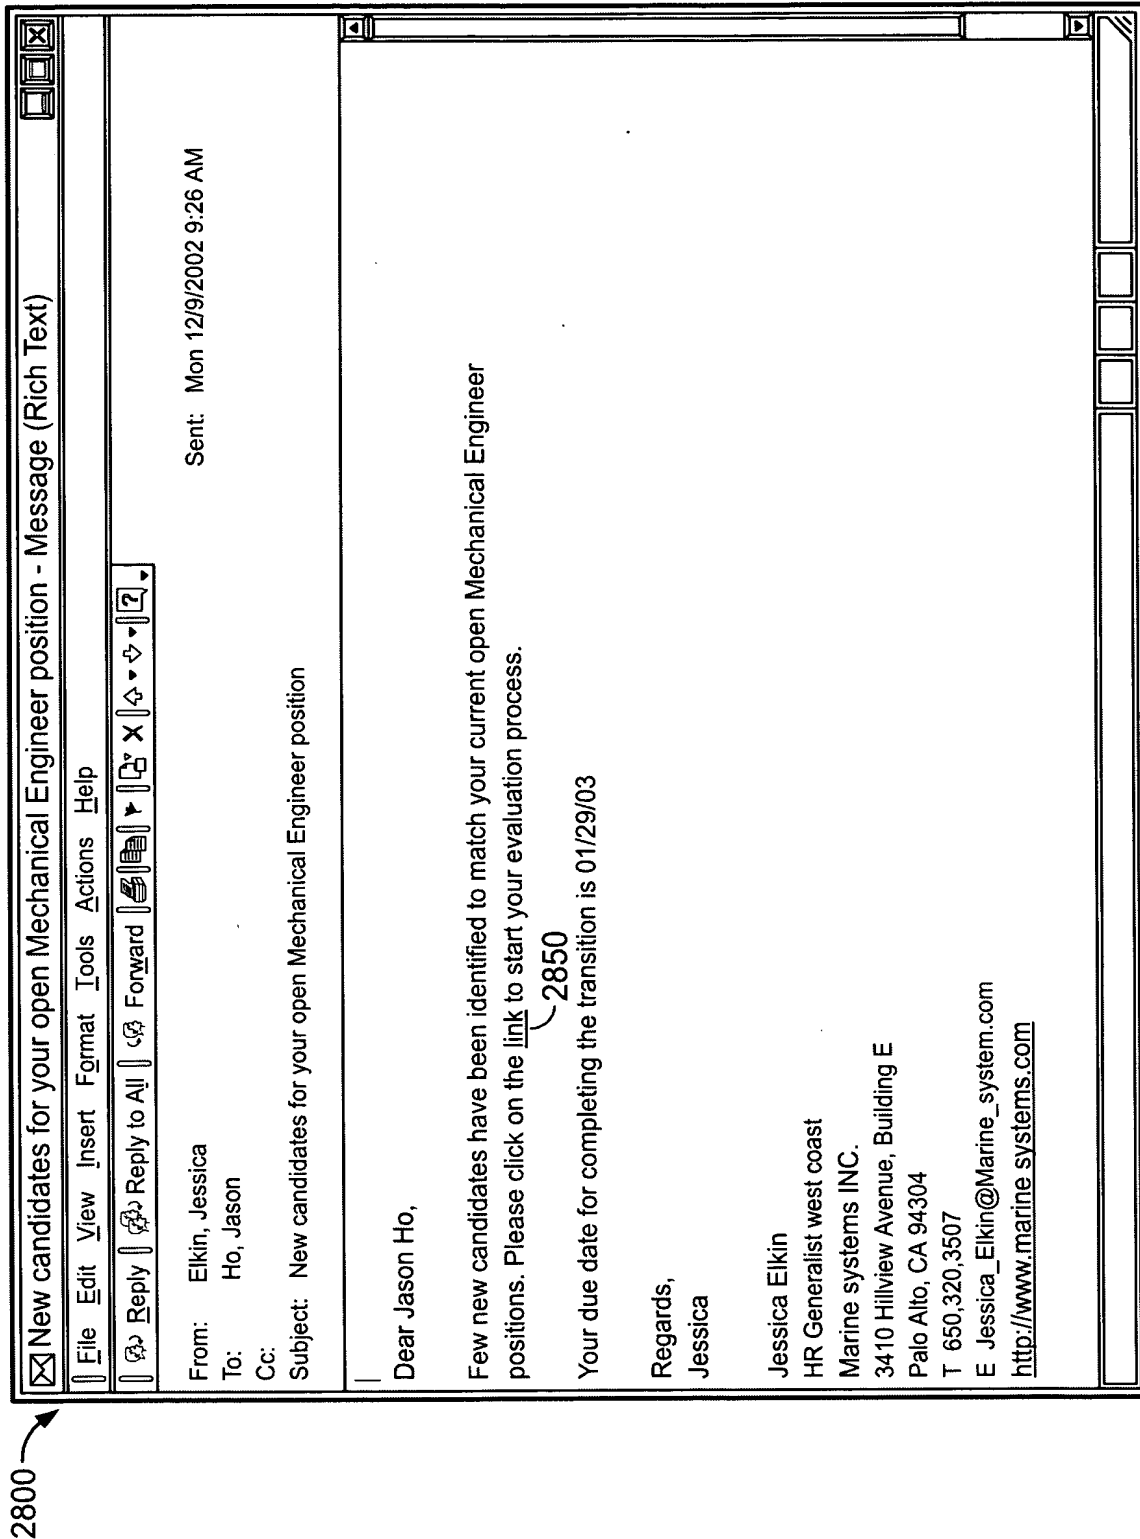 2800
New candidates for your open Mechanical Engineer position - Message (Rich Text)
File Edit View Insert Format Tools Actions Help
Reply Reply to All Forward
From: Elkin, Jessica Sent: Mon 12/9/2002 9:26 AM
To: Ho, Jason
Cc:
Subject: New candidates for your open Mechanical Engineer position
Dear Jason Ho,
Few new candidates have been identified to match your current open Mechanical Engineer
positions. Please click on the link to start your evaluation process.
2850
Your due date for completing the transition is 01/29/03
Regards,
Jessica
Jessica Elkin
HR Generalist west coast
Marine systems INC.
3410 Hillview Avenue, Building E
Palo Alto, CA 94304
T 650,320,3507
E Jessica_Elkin@Marine_system.com
http://www.marine systems.com